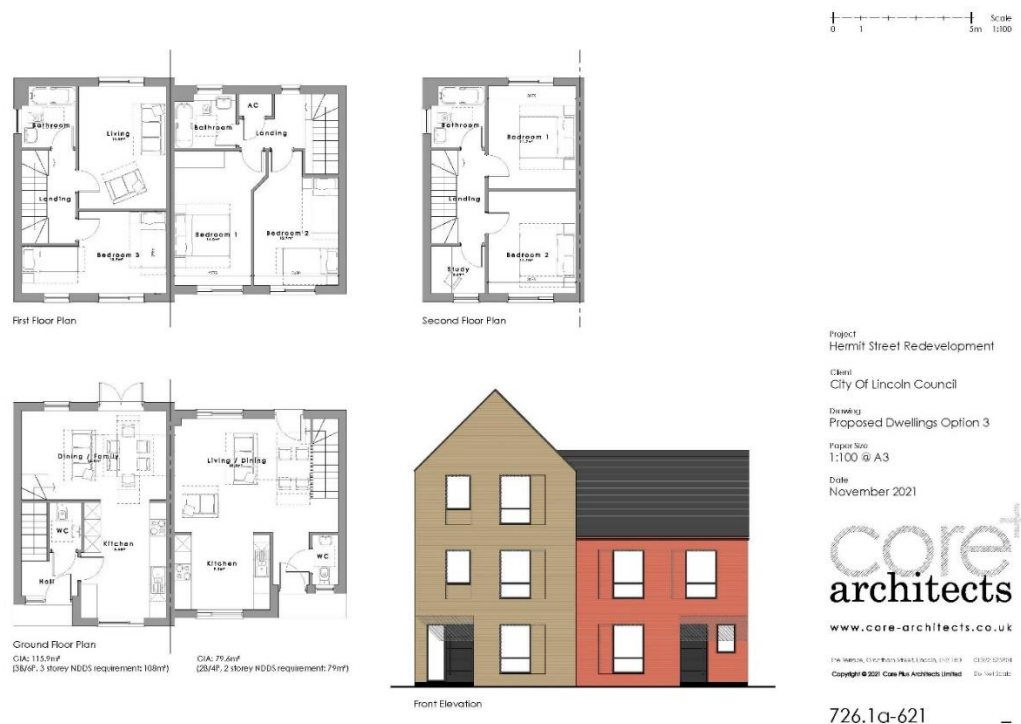 0 1 5m
Scale
1:100
Bathroom
Living
Landing
Bedroom 3
Bathroom
AC
Landing
Bedroom 1
Bedroom 2
First Floor Plan
Bathroom
Bedroom 1
Landing
Bedroom 2
Study
Second Floor Plan
Dining / Family
WC
Kitchen
Hall
Living / Dining
Kitchen
WC
Ground Floor Plan
GIA: 115.9m²
(3B/6P, 3 storey NDDS requirement: 108m²)
GIA: 79.6m²
(2B/4P, 2 storey NDDS requirement: 79m²)
Front Elevation
Project
Hermit Street Redevelopment
Client
City Of Lincoln Council
Drawing
Proposed Dwellings Option 3
Paper Size
1:100 @ A3
Date
November 2021
core
architects
www.core-architects.co.uk
Copyright © 2021 Core Plus Architects Limited
Do Not Scale
726.1a-621